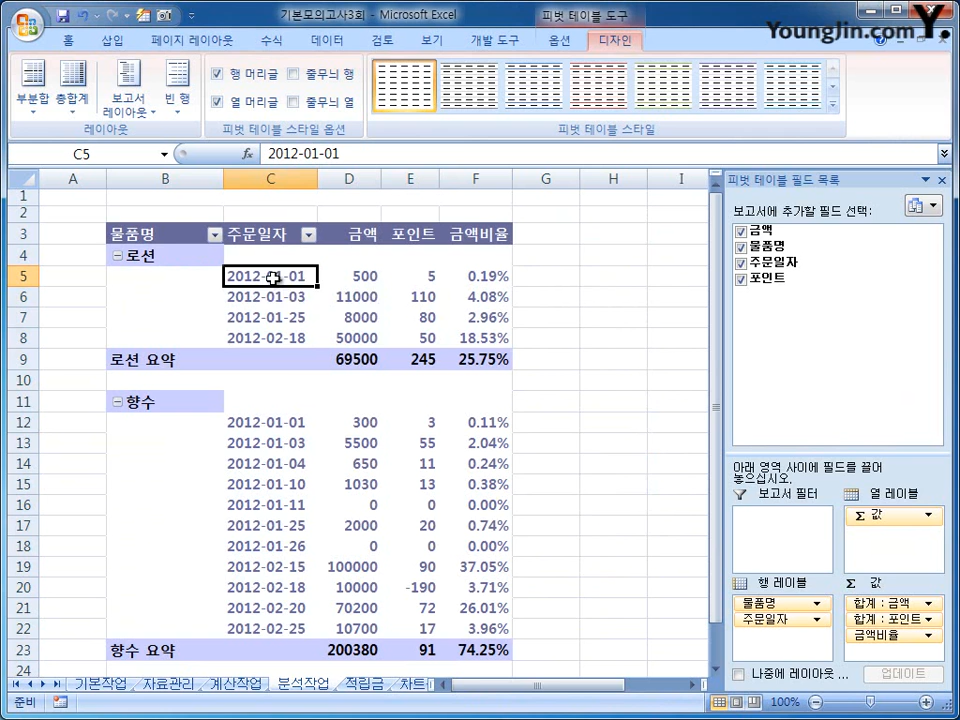 기본모의고사3회 - Microsoft Excel
피벗 테이블 도구
YoungJin.com Y.
홈 삽입 페이지 레이아웃 수식 데이터 검토 보기 개발 도구 옵션 디자인
부분합 총합계 보고서 레이아웃 빈 행
행 머리글 줄무늬 행
열 머리글 줄무늬 열
레이아웃 피벗 테이블 스타일 옵션 피벗 테이블 스타일
C5 fx 2012-01-01
A B C D E F G H I
1
2
3 물품명 주문일자 금액 포인트 금액비율
4 로션
5 2012-01-01 500 5 0.19%
6 2012-01-03 11000 110 4.08%
7 2012-01-25 8000 80 2.96%
8 2012-02-18 50000 50 18.53%
9 로션 요약 69500 245 25.75%
10
11 향수
12 2012-01-01 300 3 0.11%
13 2012-01-03 5500 55 2.04%
14 2012-01-04 650 11 0.24%
15 2012-01-10 1030 13 0.38%
16 2012-01-11 0 0 0.00%
17 2012-01-25 2000 20 0.74%
18 2012-01-26 0 0 0.00%
19 2012-02-15 100000 90 37.05%
20 2012-02-18 10000 -190 3.71%
21 2012-02-20 70200 72 26.01%
22 2012-02-25 10700 17 3.96%
23 향수 요약 200380 91 74.25%
24
피벗 테이블 필드 목록
보고서에 추가할 필드 선택:
금액
물품명
주문일자
포인트
아래 영역 사이에 필드를 끌어
놓으십시오.
보고서 필터 열 레이블
Σ 값
행 레이블 Σ 값
물품명 합계 : 금액
주문일자 합계 : 포인트
금액비율
나중에 레이아웃 ... 업데이트
기본작업 자료관리 계산작업 분석작업 적립금 차트
준비 100%